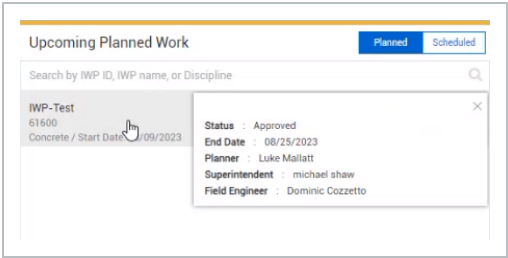 Upcoming Planned Work
Planned
Scheduled
Search by IWP ID, IWP name, or Discipline
IWP-Test
61600
Concrete / Start Date /09/2023
Status : Approved
End Date : 08/25/2023
Planner : Luke Mallatt
Superintendent : michael shaw
Field Engineer : Dominic Cozzetto